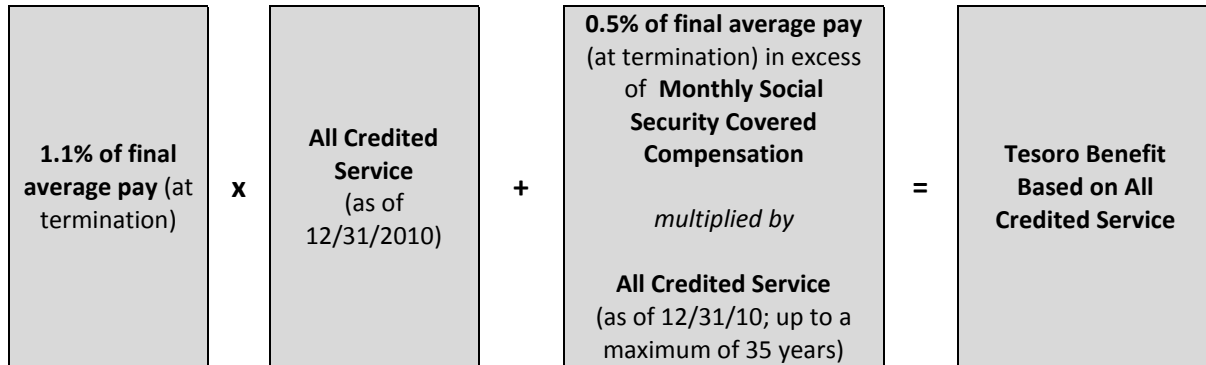 1.1% of final
average pay (at
termination)
x
All Credited
Service
(as of
12/31/2010)
+
0.5% of final average pay
(at termination) in excess
of Monthly Social
Security Covered
Compensation
multiplied by
All Credited Service
(as of 12/31/10; up to a
maximum of 35 years)
=
Tesoro Benefit
Based on All
Credited Service